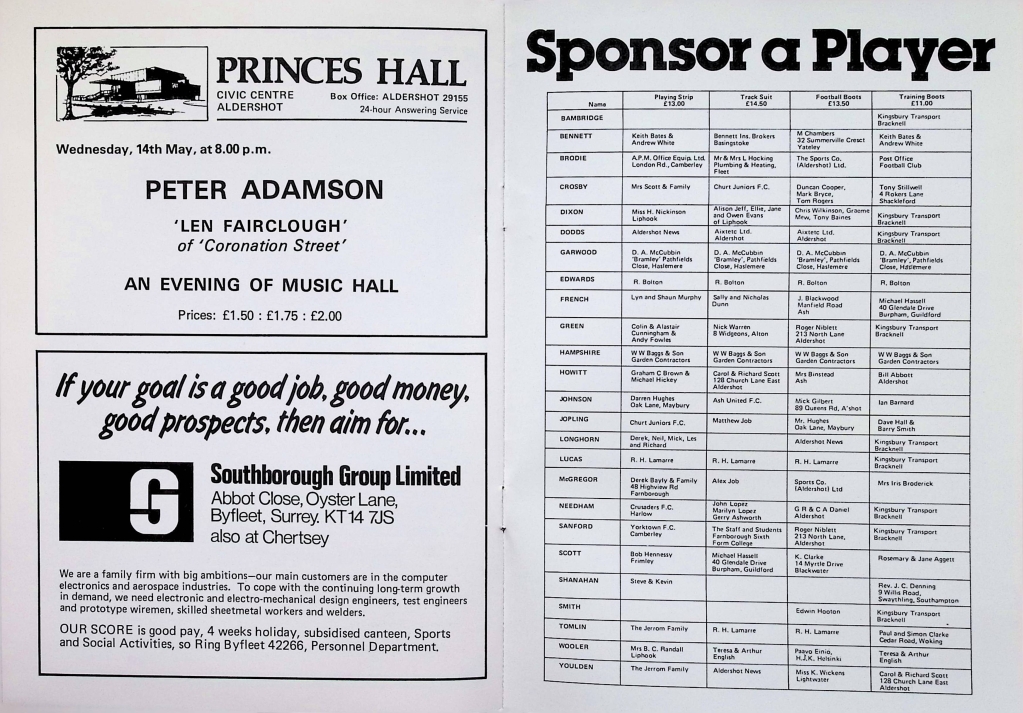 PRINCES HALL
CIVIC CENTRE
ALDERSHOT
Box Office: ALDERSHOT 29155
24-hour Answering Service
Wednesday, 14th May, at 8.00 p.m.
PETER ADAMSON
'LEN FAIRCLOUGH'
of 'Coronation Street'
AN EVENING OF MUSIC HALL
Prices: £1.50 : £1.75 : £2.00
If your goal is a good job, good money,
good prospects, then aim for...
SG
Southborough Group Limited
Abbot Close, Oyster Lane,
Byfleet, Surrey. KT14 7JS
also at Chertsey
We are a family firm with big ambitions—our main customers are in the computer
electronics and aerospace industries. To cope with the continuing long-term growth
in demand, we need electronic and electro-mechanical design engineers, test engineers
and prototype wiremen, skilled sheetmetal workers and welders.
OUR SCORE is good pay, 4 weeks holiday, subsidised canteen, Sports
and Social Activities, so Ring Byfleet 42266, Personnel Department.
Sponsor a Player
Name
Playing Strip
£13.00
Track Suit
£14.50
Football Boots
£13.50
Training Boots
£11.00
BAMBRIDGE
Kingsbury Transport
Bracknell
BENNETT
Keith Bates &
Andrew White
Bennett Ins. Brokers
Basingstoke
M Chambers
32 Summerville Cresct
Yateley
Keith Bates &
Andrew White
BRODIE
A.P.M. Office Equip. Ltd.
London Rd., Camberley
Mr & Mrs L Hocking
Plumbing & Heating,
Fleet
The Sports Co.
(Aldershot) Ltd.
Post Office
Football Club
CROSBY
Mrs Scott & Family
Churt Juniors F.C.
Duncan Cooper,
Mark Bryce,
Tom Rogers
Tony Stillwell
4 Rokers Lane
Shackleford
DIXON
Miss H. Nickinson
Liphook
Alison Jeff, Ellie, Jane
and Owen Evans
of Liphook
Chris Wilkinson, Graeme
Mew, Tony Baines
Kingsbury Transport
Bracknell
DODDS
Aldershot News
Aixtetc Ltd.
Aldershot
Aixtetc Ltd.
Aldershot
Kingsbury Transport
Bracknell
GARWOOD
D. A. McCubbin
'Bramley', Pathfields
Close, Haslemere
D. A. McCubbin
'Bramley', Pathfields
Close, Haslemere
D. A. McCubbin
'Bramley', Pathfields
Close, Haslemere
D. A. McCubbin
'Bramley', Pathfields
Close, Haslemere
EDWARDS
R. Bolton
R. Bolton
R. Bolton
R. Bolton
FRENCH
Lyn and Shaun Murphy
Sally and Nicholas
Dunn
J. Blackwood
Manfield Road
Ash
Michael Hassell
40 Glendale Drive
Burpham, Guildford
GREEN
Colin & Alastair
Cunningham &
Andy Fowles
Nick Warren
8 Widgeons, Alton
Roger Niblett
213 North Lane
Aldershot
Kingsbury Transport
Bracknell
HAMPSHIRE
W W Baggs & Son
Garden Contractors
W W Baggs & Son
Garden Contractors
W W Baggs & Son
Garden Contractors
W W Baggs & Son
Garden Contractors
HOWITT
Graham C Brown &
Michael Hickey
Carol & Richard Scott
128 Church Lane East
Aldershot
Mrs Binstead
Ash
Bill Abbott
Aldershot
JOHNSON
Darren Hughes
Oak Lane, Maybury
Ash United F.C.
Mick Gilbert
89 Queens Rd, A'shot
Ian Barnard
JOPLING
Churt Juniors F.C.
Matthew Job
Mr. Hughes
Oak Lane, Maybury
Dave Hall &
Barry Smith
LONGHORN
Derek, Neil, Mick, Les
and Richard
Aldershot News
Kingsbury Transport
Bracknell
LUCAS
R. H. Lamarre
R. H. Lamarre
R. H. Lamarre
Kingsbury Transport
Bracknell
McGREGOR
Derek Bayly & Family
48 Highview Rd
Farnborough
Alex Job
Sports Co.
(Aldershot) Ltd
Mrs Iris Broderick
NEEDHAM
Crusaders F.C.
Harlow
John Lopez
Marilyn Lopez
Gerry Ashworth
G R & C A Daniel
Aldershot
Kingsbury Transport
Bracknell
SANFORD
Yorktown F.C.
Camberley
The Staff and Students
Farnborough Sixth
Form College
Roger Niblett
213 North Lane,
Aldershot
Kingsbury Transport
Bracknell
SCOTT
Bob Hennessy
Frimley
Michael Hassell
40 Glendale Drive
Burpham, Guildford
K. Clarke
14 Myrtle Drive
Blackwater
Rosemary & Jane Aggett
SHANAHAN
Steve & Kevin
Rev. J. C. Denning
9 Willis Road,
Swaythling, Southampton
SMITH
Edwin Hooton
Kingsbury Transport
Bracknell
TOMLIN
The Jerrom Family
R. H. Lamarre
R. H. Lamarre
Paul and Simon Clarke
Cedar Road, Woking
WOOLER
Mrs B. C. Randall
Liphook
Teresa & Arthur
English
Paavo Einio,
H.J.K. Helsinki
Teresa & Arthur
English
YOULDEN
The Jerrom Family
Aldershot News
Miss K. Wickens
Lightwater
Carol & Richard Scott
128 Church Lane East
Aldershot